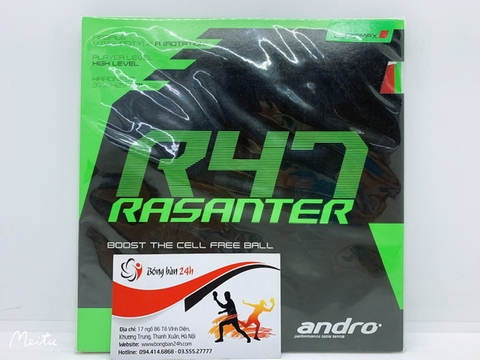 PLAYER LEVEL
HIGH LEVEL
R47
RASANTER
BOOST THE CELL FREE BALL
Bóng bàn 24h
Địa chỉ: 17 ngõ 86 Tô Vĩnh Diện,
Khương Trung, Thanh Xuân, Hà Nội
Website: www.bongban24h.com
Hotline: 094.414.6868 - 03.555.27777
andro
performance table tennis
Meitu